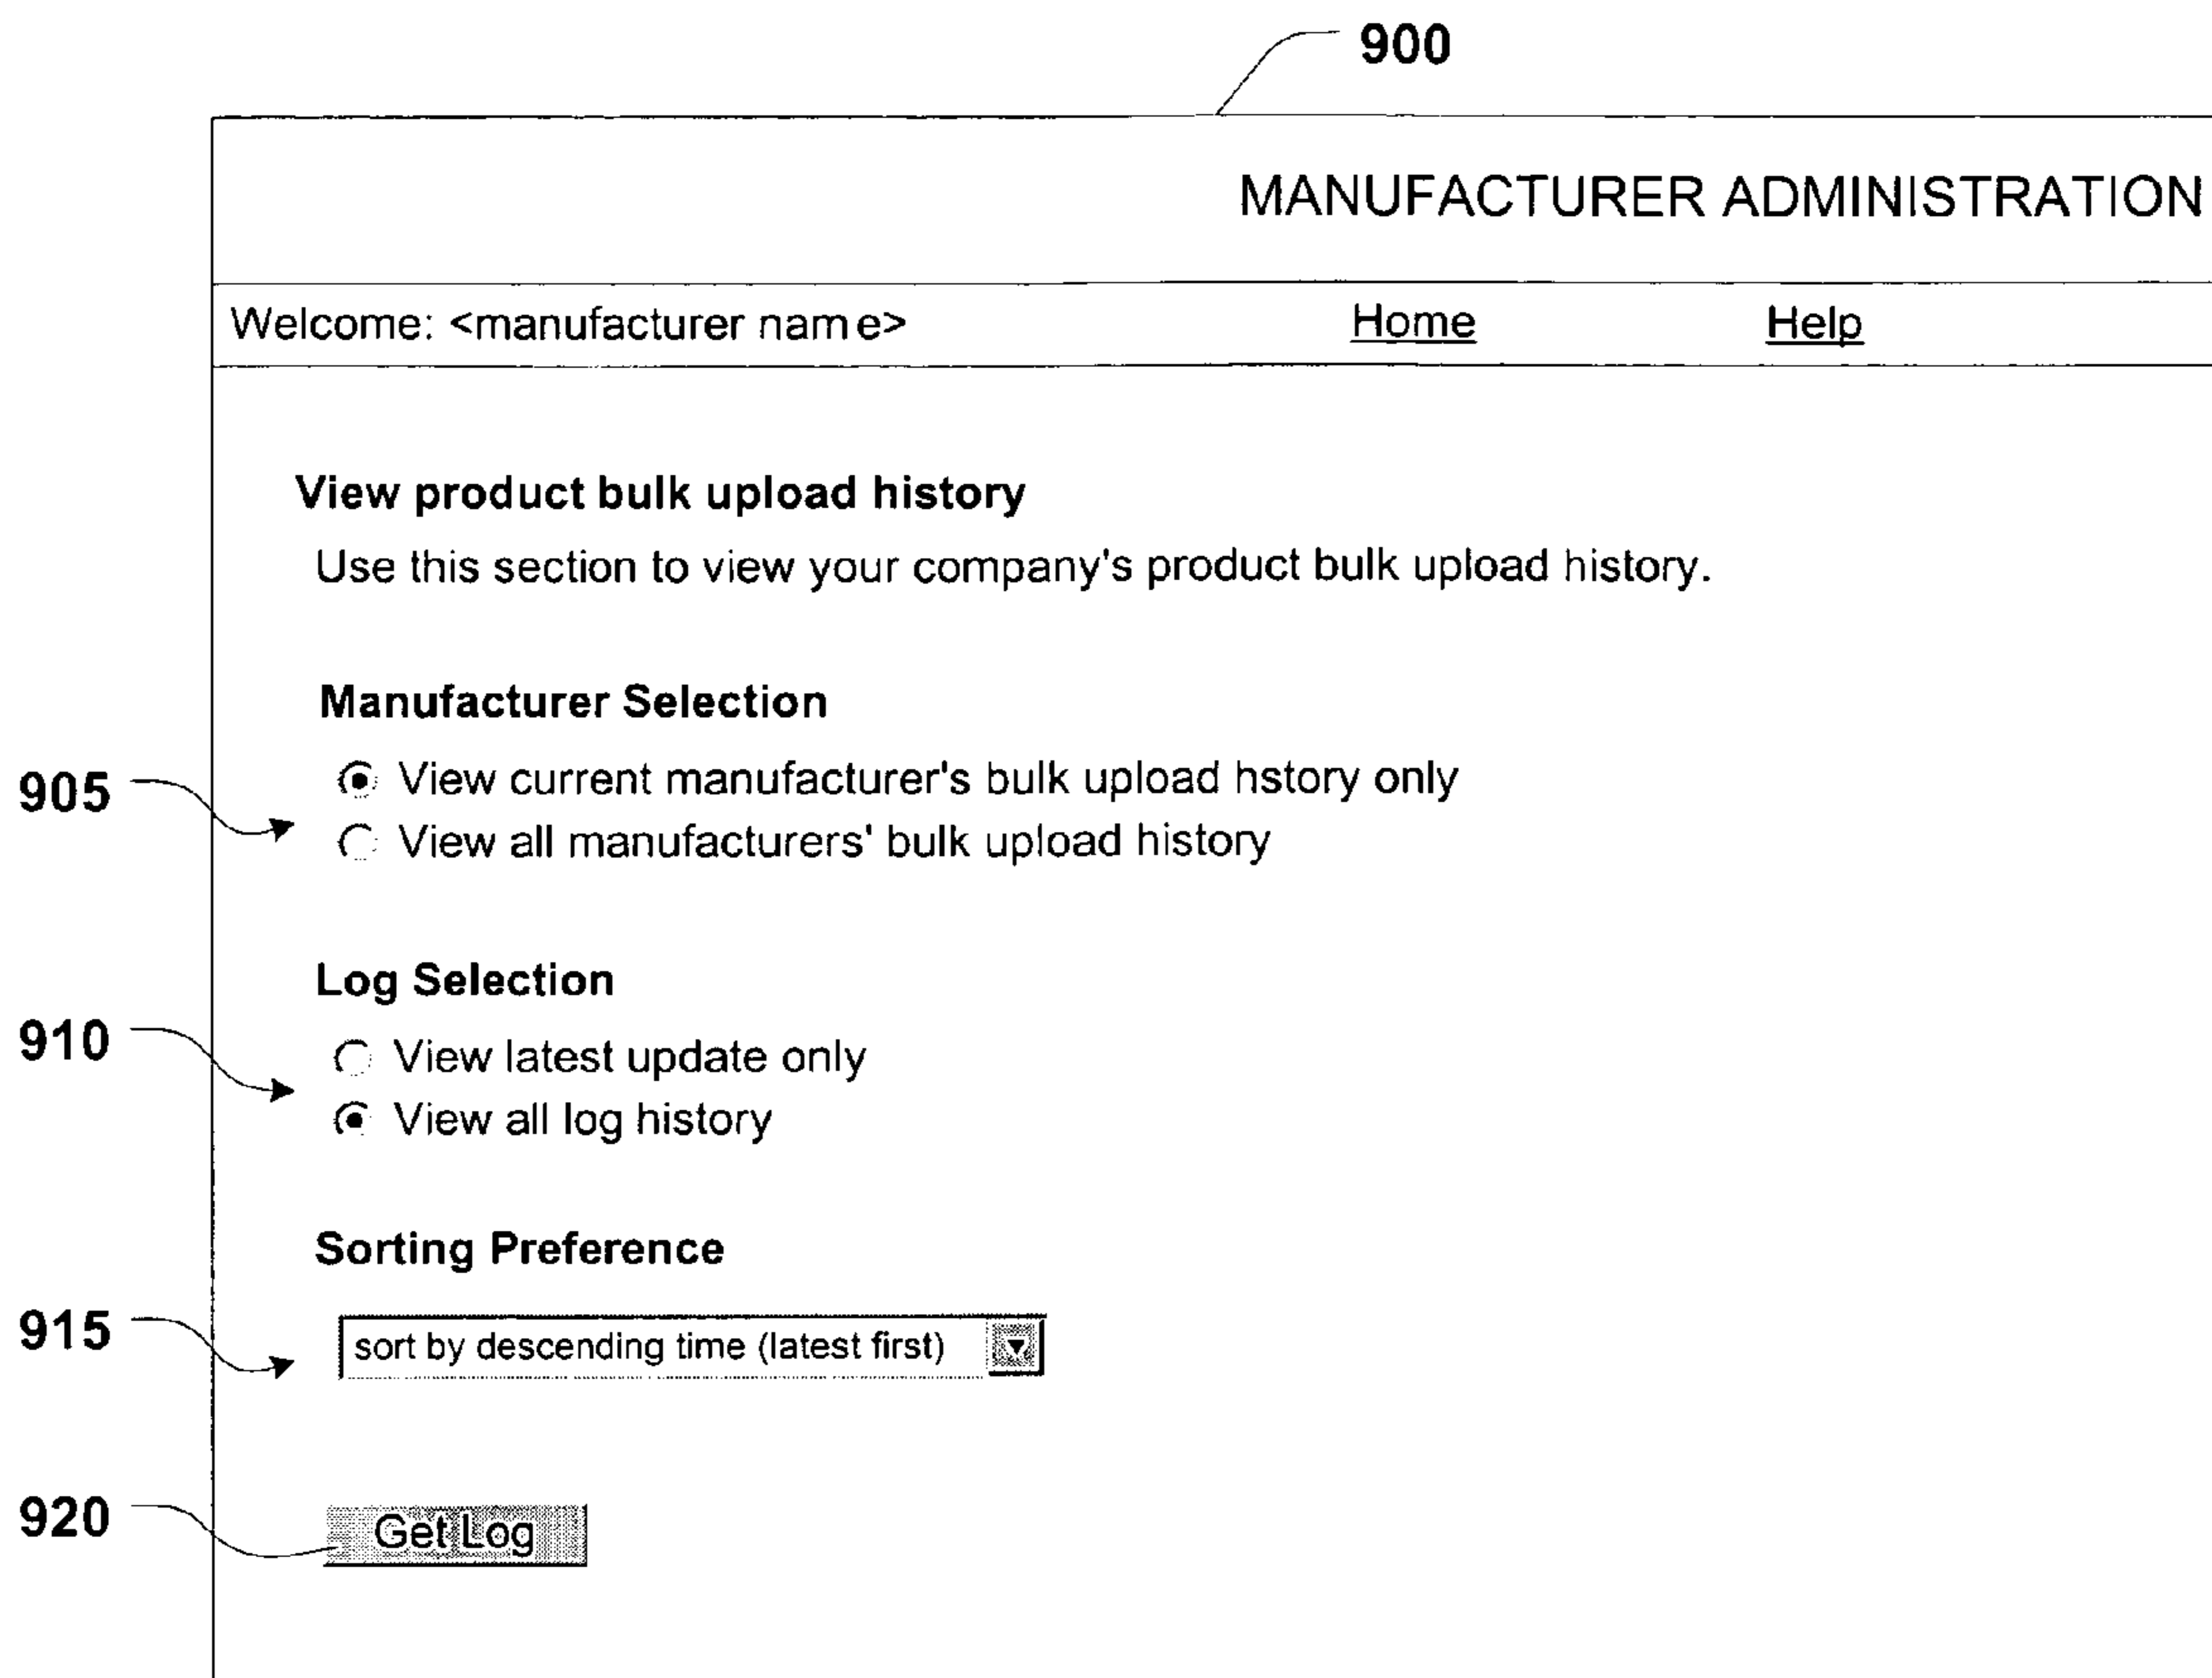 900
MANUFACTURER ADMINISTRATION
Welcome: <manufacturer name> Home Help
View product bulk upload history
Use this section to view your company's product bulk upload history.
Manufacturer Selection
905
View current manufacturer's bulk upload hstory only
View all manufacturers' bulk upload history
Log Selection
910
View latest update only
View all log history
Sorting Preference
915
sort by descending time (latest first)
920
Get Log